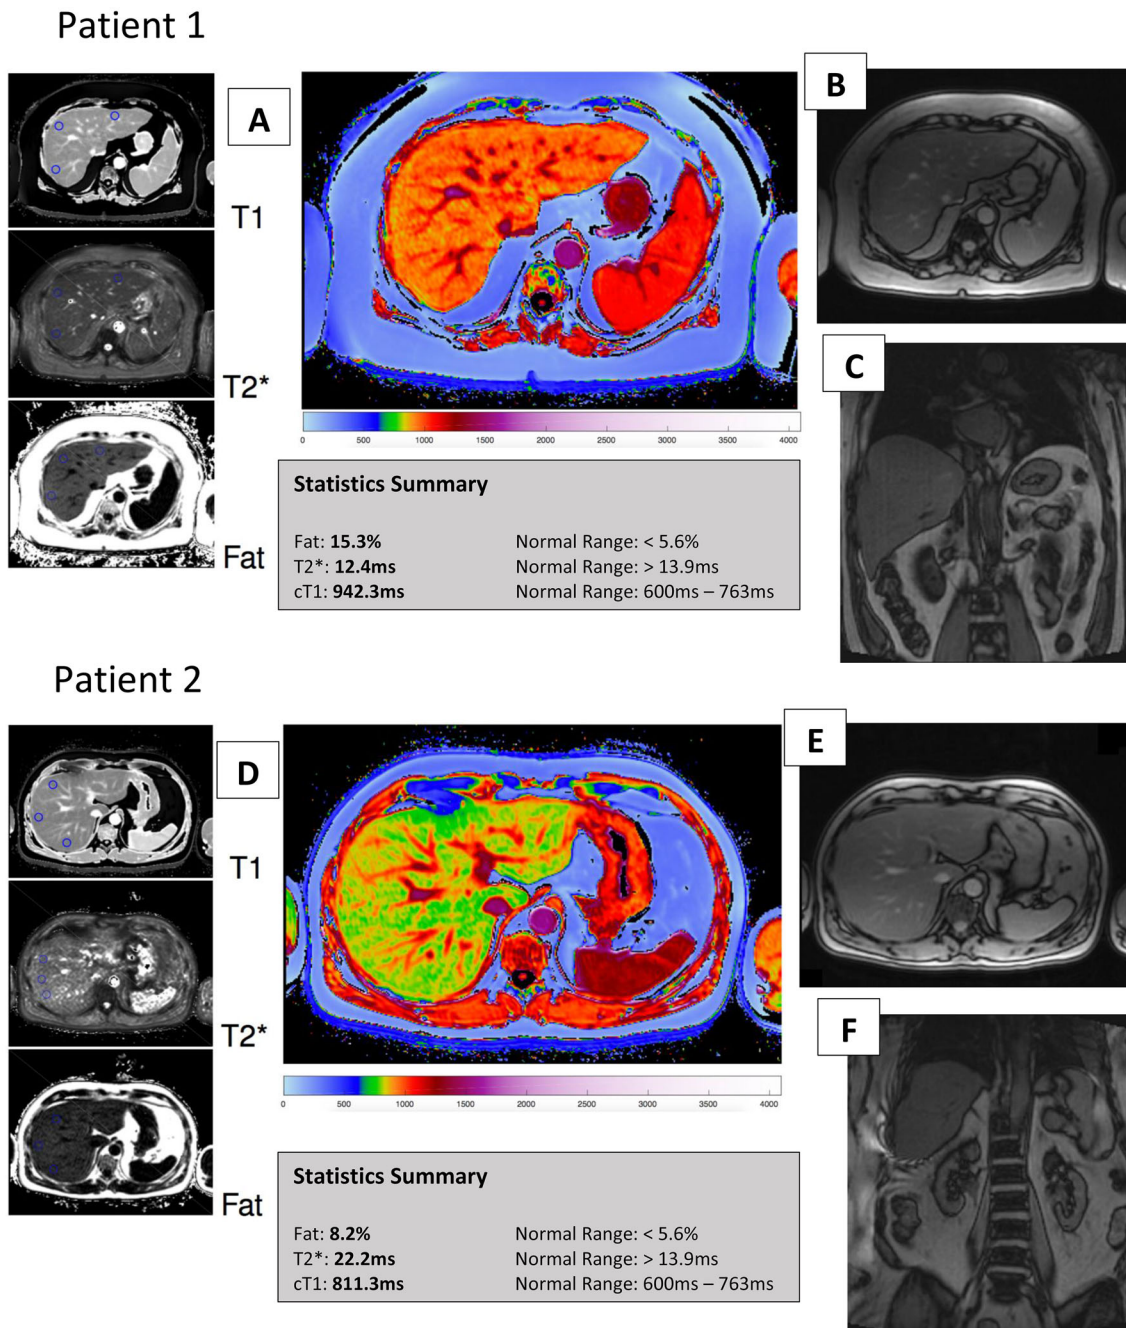 Patient 1
A
B
T1
C
T2*
0 500 1000 1500 2000 2500 3000 3500 4000
Statistics Summary
Fat: 15.3% Normal Range: < 5.6%
T2*: 12.4ms Normal Range: > 13.9ms
cT1: 942.3ms Normal Range: 600ms – 763ms
Fat
Patient 2
D
E
T1
F
T2*
0 500 1000 1500 2000 2500 3000 3500 4000
Statistics Summary
Fat: 8.2% Normal Range: < 5.6%
T2*: 22.2ms Normal Range: > 13.9ms
cT1: 811.3ms Normal Range: 600ms – 763ms
Fat